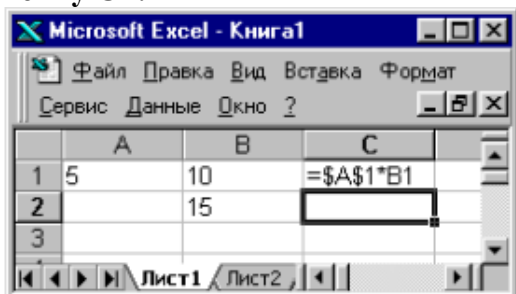 Microsoft Excel - Книга1
Файл Правка Вид Вставка Формат
Сервис Данные Окно ?
A B C
1 5 10 =$A$1*B1
2 15
3
Лист1 Лист2